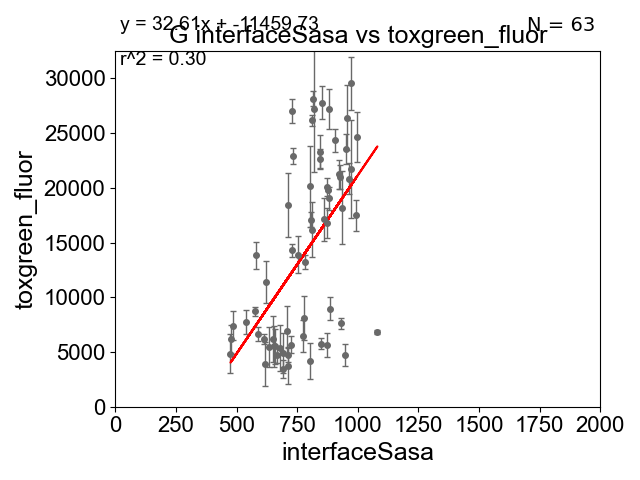 y = 32.61x + -11459.73
N = 63
G interfaceSasa vs toxgreen_fluor
r^2 = 0.30
30000
25000
20000
15000
10000
5000
0
toxgreen_fluor
0 250 500 750 1000 1250 1500 1750 2000
interfaceSasa